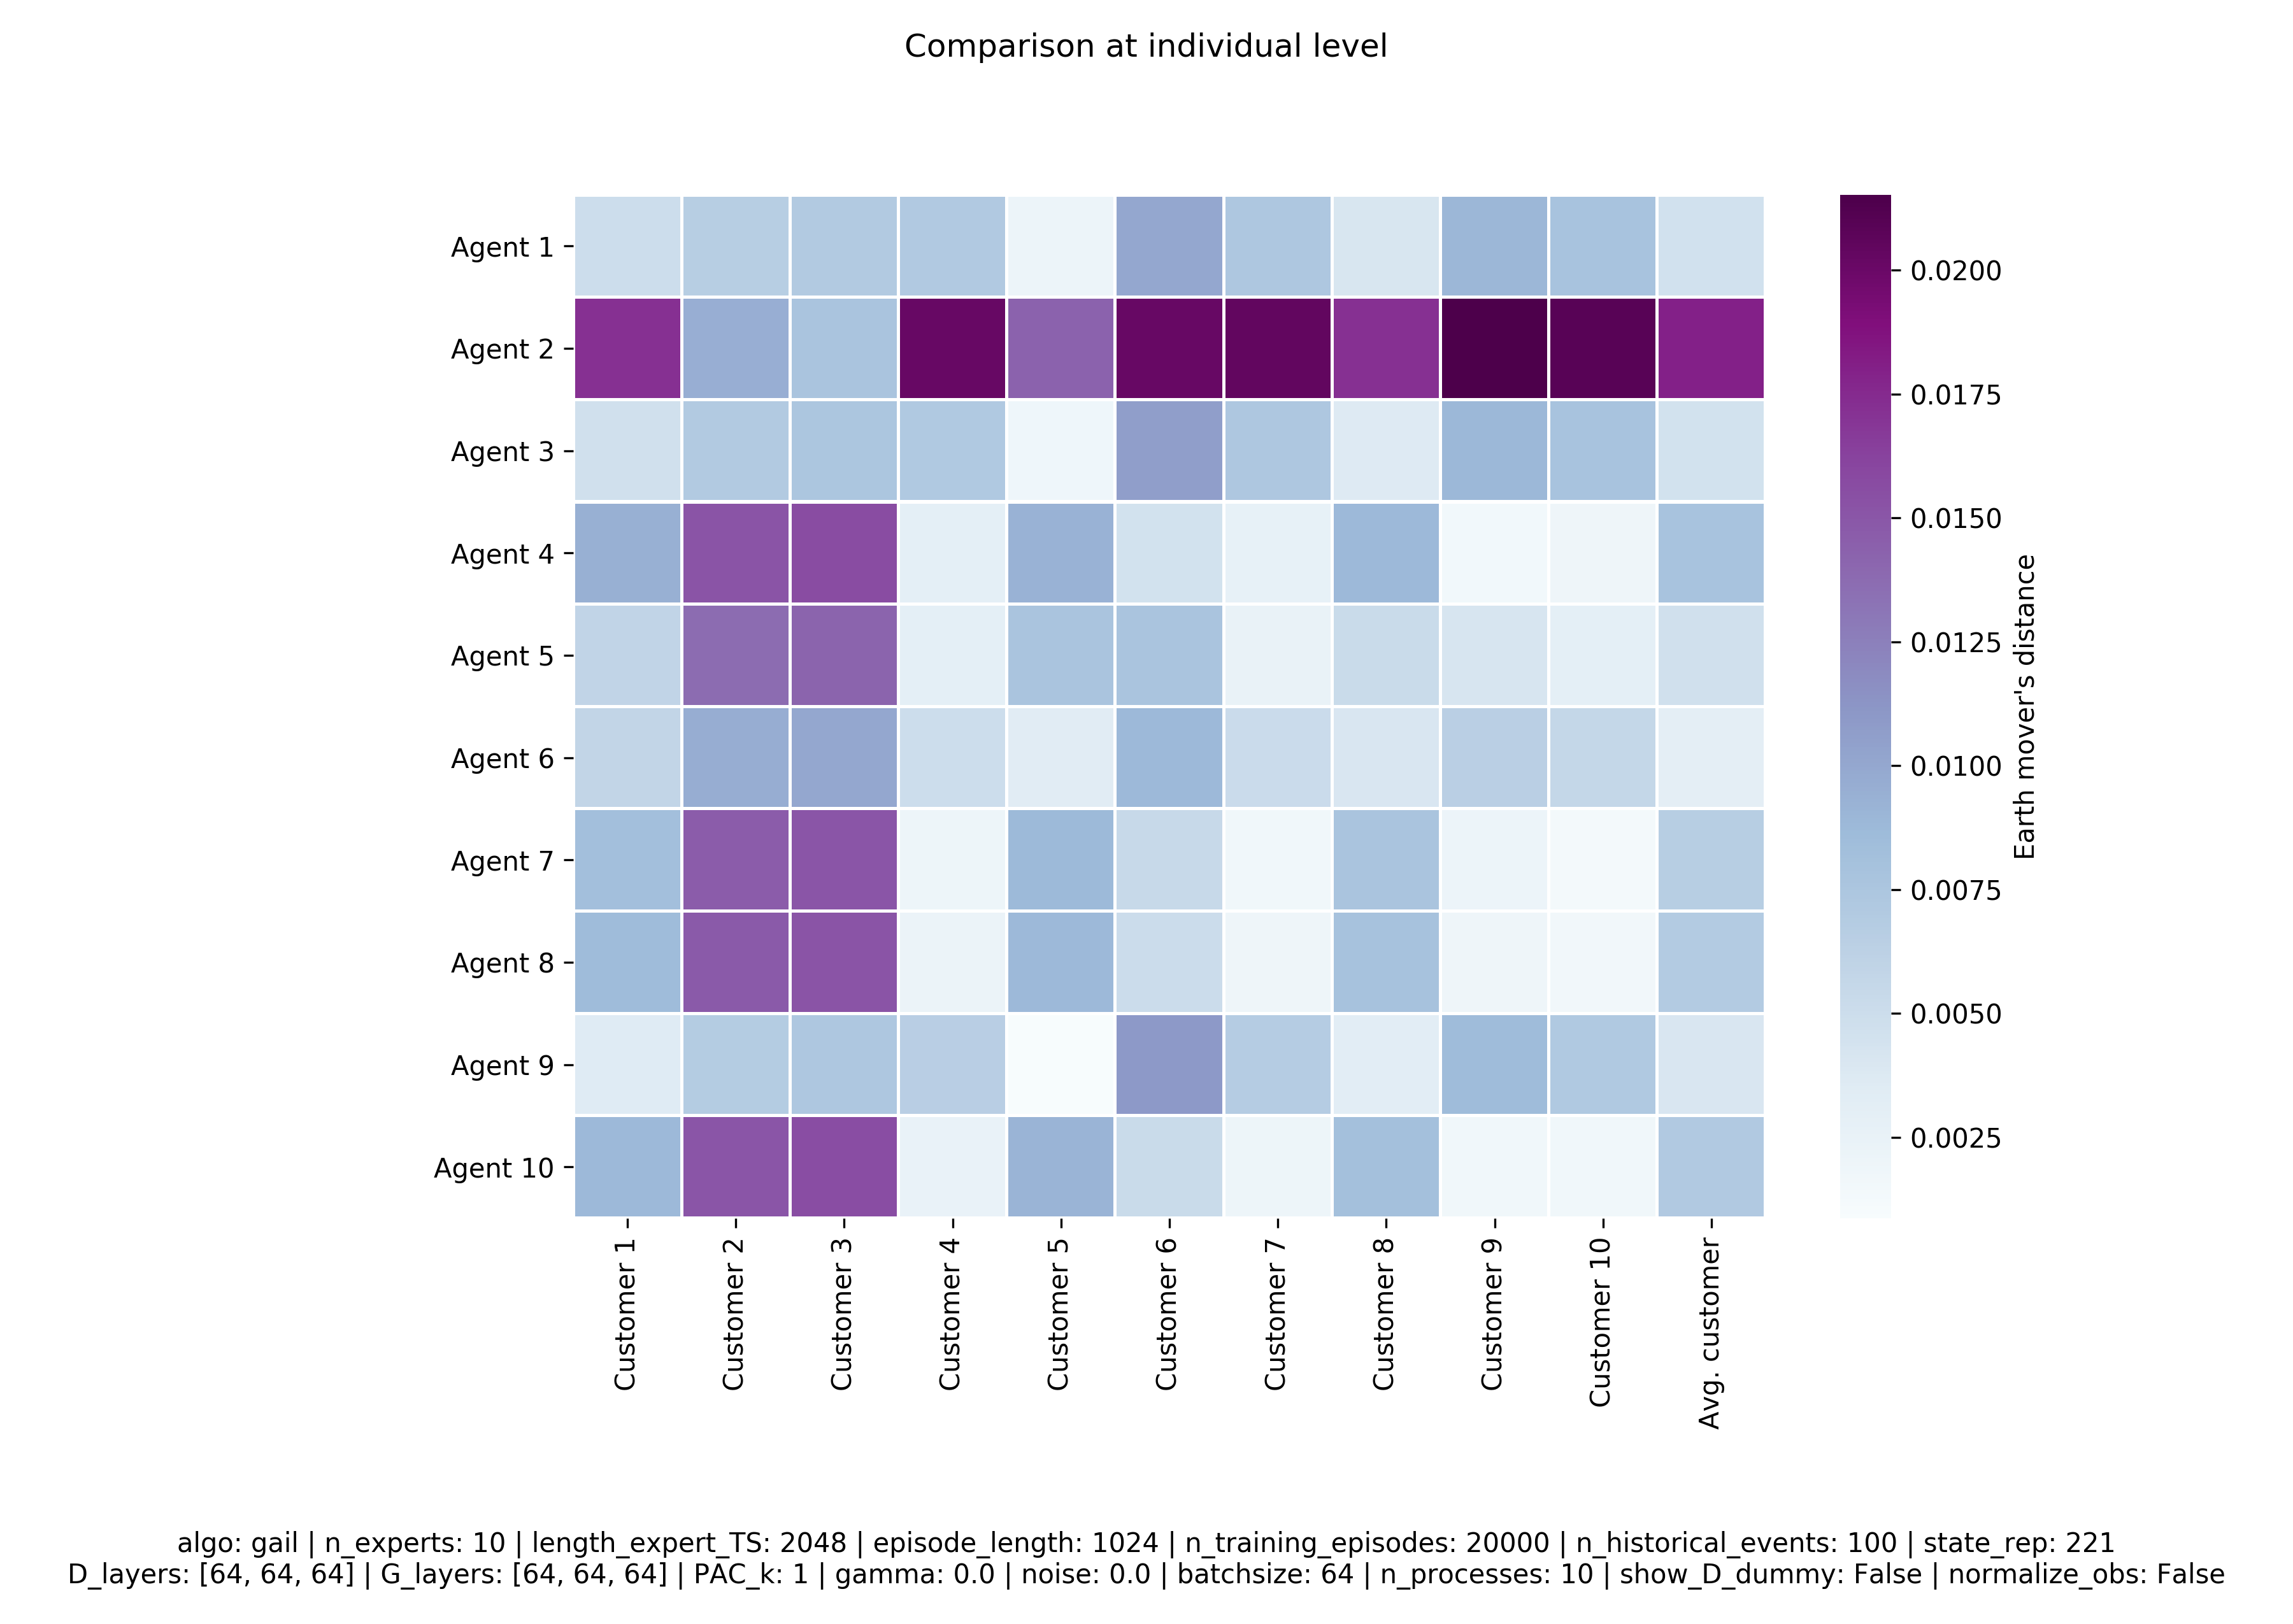 Comparison at individual level
Agent 1
Agent 2
Agent 3
Agent 4
Agent 5
Agent 6
Agent 7
Agent 8
Agent 9
Agent 10
Customer 1
Customer 2
Customer 3
Customer 4
Customer 5
Customer 6
Customer 7
Customer 8
Customer 9
Customer 10
Avg. customer
0.0200
0.0175
0.0150
0.0125
0.0100
0.0075
0.0050
0.0025
Earth mover's distance
algo: gail | n_experts: 10 | length_expert_TS: 2048 | episode_length: 1024 | n_training_episodes: 20000 | n_historical_events: 100 | state_rep: 221
D_layers: [64, 64, 64] | G_layers: [64, 64, 64] | PAC_k: 1 | gamma: 0.0 | noise: 0.0 | batchsize: 64 | n_processes: 10 | show_D_dummy: False | normalize_obs: False